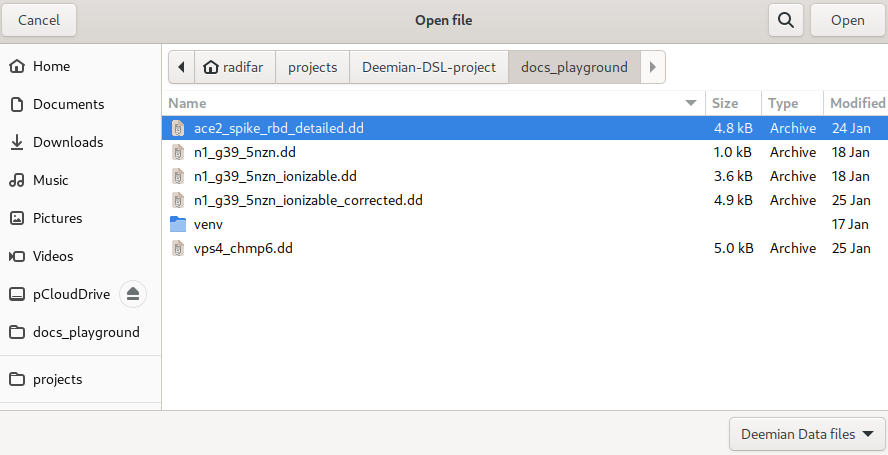 Cancel Open file Open
Home
Documents
Downloads
Music
Pictures
Videos
pCloudDrive
docs_playground
projects
radifar projects Deemian-DSL-project docs_playground
Name Size Type Modified
ace2_spike_rbd_detailed.dd 4.8 kB Archive 24 Jan
n1_g39_5nzn.dd 1.0 kB Archive 18 Jan
n1_g39_5nzn_ionizable.dd 3.6 kB Archive 18 Jan
n1_g39_5nzn_ionizable_corrected.dd 4.9 kB Archive 25 Jan
venv 17 Jan
vps4_chmp6.dd 5.0 kB Archive 25 Jan
Deemian Data files